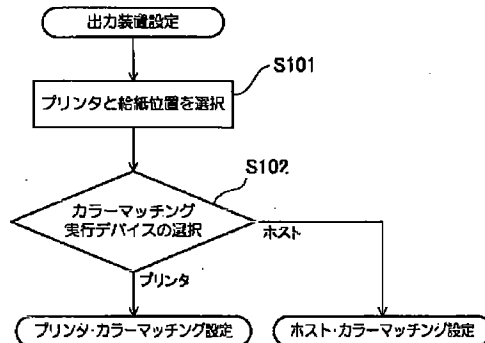 出力装置設定
S101
プリンタと給紙位置を選択
S102
カラーマッチング
実行デバイスの選択
ホスト
プリンタ
プリンタ・カラーマッチング設定
ホスト・カラーマッチング設定